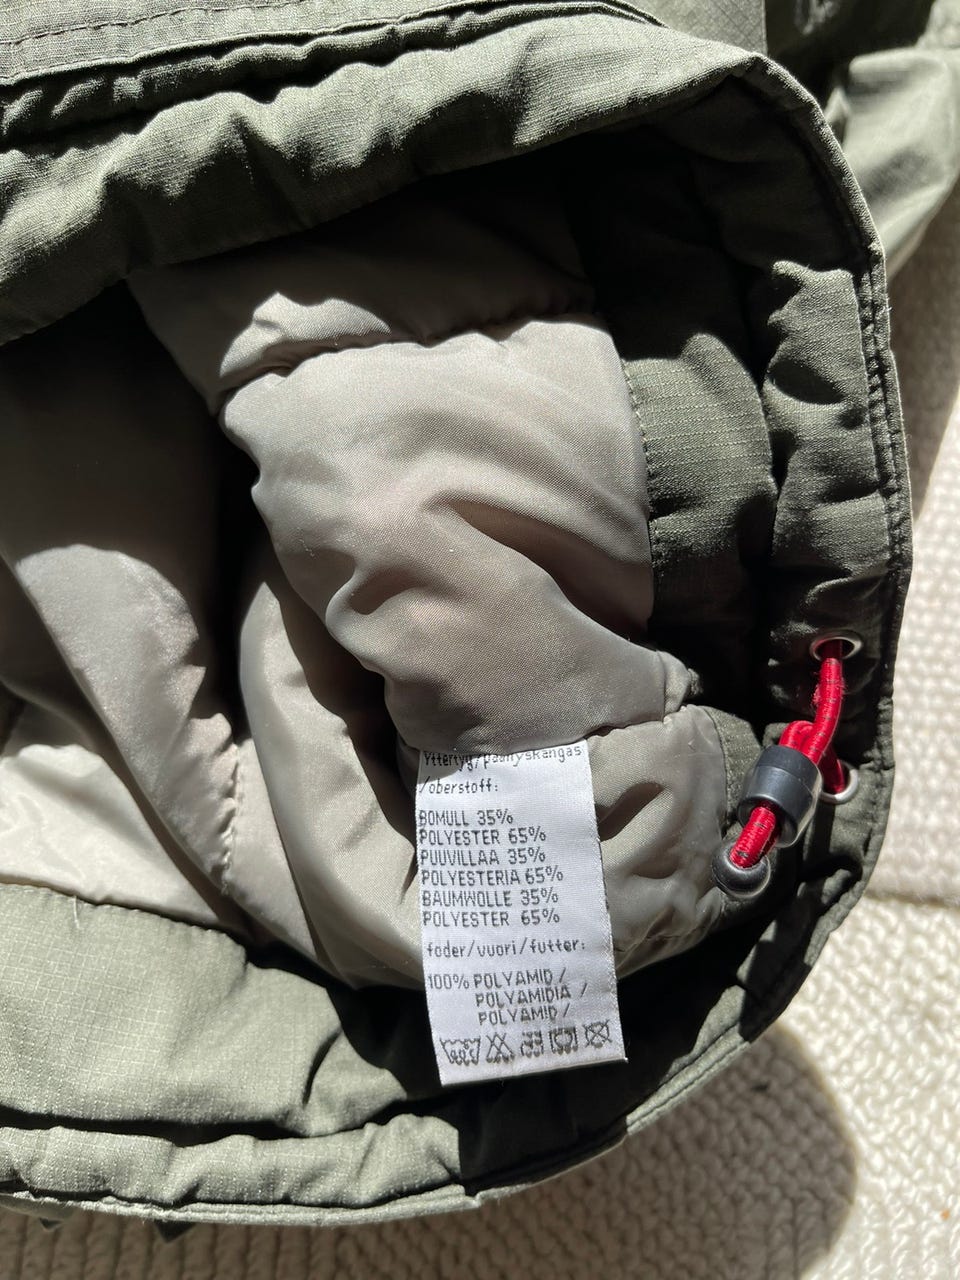 Yttertyg/päällyskangas
/oberstoff:
BOMULL 35%
POLYESTER 65%
PUUVILLAA 35%
POLYESTERIA 65%
BAUMWOLLE 35%
POLYESTER 65%
foder/vuori/futter:
100% POLYAMID /
POLYAMIDIA /
POLYAMID /